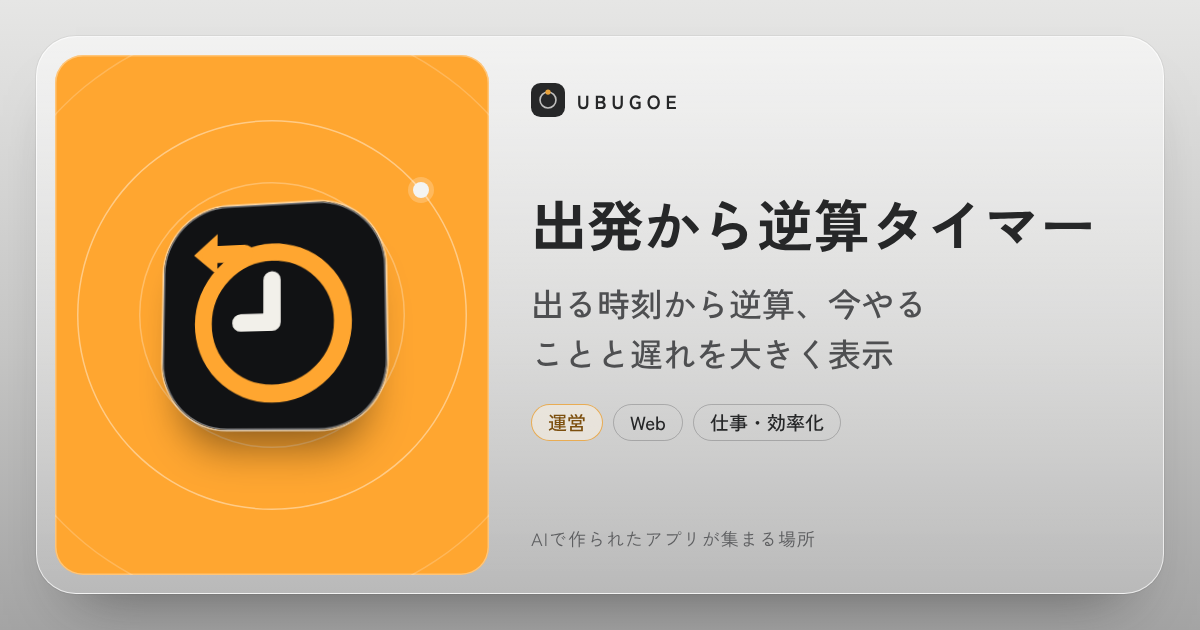 UBUGOE
出発から逆算タイマー
出る時刻から逆算、今やる
ことと遅れを大きく表示
運営 Web 仕事・効率化
AIで作られたアプリが集まる場所